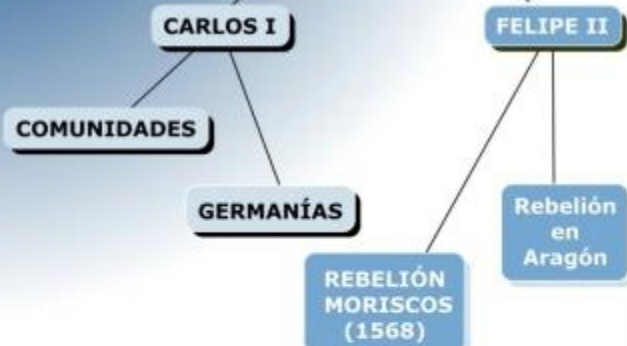 CARLOS I
FELIPE II
COMUNIDADES
GERMANÍAS
Rebelión
en
Aragón
REBELIÓN
MORISCOS
(1568)